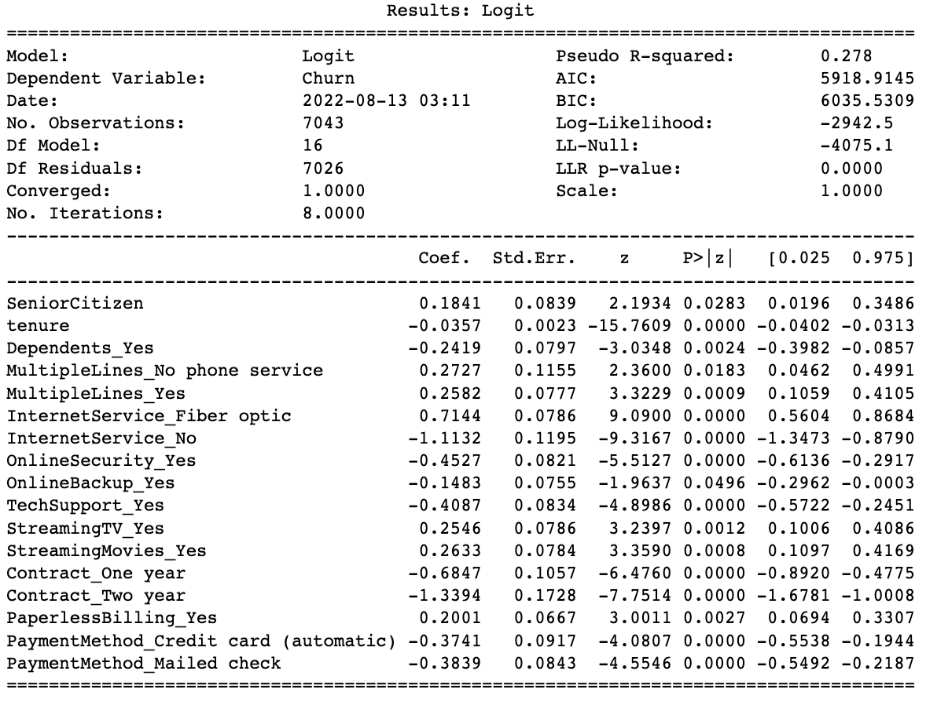 Results: Logit
Model: Logit Pseudo R-squared: 0.278
Dependent Variable: Churn AIC: 5918.9145
Date: 2022-08-13 03:11 BIC: 6035.5309
No. Observations: 7043 Log-Likelihood: -2942.5
Df Model: 16 LL-Null: -4075.1
Df Residuals: 7026 LLR p-value: 0.0000
Converged: 1.0000 Scale: 1.0000
No. Iterations: 8.0000
Coef. Std.Err. z P>|z| [0.025 0.975]
SeniorCitizen 0.1841 0.0839 2.1934 0.0283 0.0196 0.3486
tenure -0.0357 0.0023 -15.7609 0.0000 -0.0402 -0.0313
Dependents_Yes -0.2419 0.0797 -3.0348 0.0024 -0.3982 -0.0857
MultipleLines_No phone service 0.2727 0.1155 2.3600 0.0183 0.0462 0.4991
MultipleLines_Yes 0.2582 0.0777 3.3229 0.0009 0.1059 0.4105
InternetService_Fiber optic 0.7144 0.0786 9.0900 0.0000 0.5604 0.8684
InternetService_No -1.1132 0.1195 -9.3167 0.0000 -1.3473 -0.8790
OnlineSecurity_Yes -0.4527 0.0821 -5.5127 0.0000 -0.6136 -0.2917
OnlineBackup_Yes -0.1483 0.0755 -1.9637 0.0496 -0.2962 -0.0003
TechSupport_Yes -0.4087 0.0834 -4.8986 0.0000 -0.5722 -0.2451
StreamingTV_Yes 0.2546 0.0786 3.2397 0.0012 0.1006 0.4086
StreamingMovies_Yes 0.2633 0.0784 3.3590 0.0008 0.1097 0.4169
Contract_One year -0.6847 0.1057 -6.4760 0.0000 -0.8920 -0.4775
Contract_Two year -1.3394 0.1728 -7.7514 0.0000 -1.6781 -1.0008
PaperlessBilling_Yes 0.2001 0.0667 3.0011 0.0027 0.0694 0.3307
PaymentMethod_Credit card (automatic) -0.3741 0.0917 -4.0807 0.0000 -0.5538 -0.1944
PaymentMethod_Mailed check -0.3839 0.0843 -4.5546 0.0000 -0.5492 -0.2187